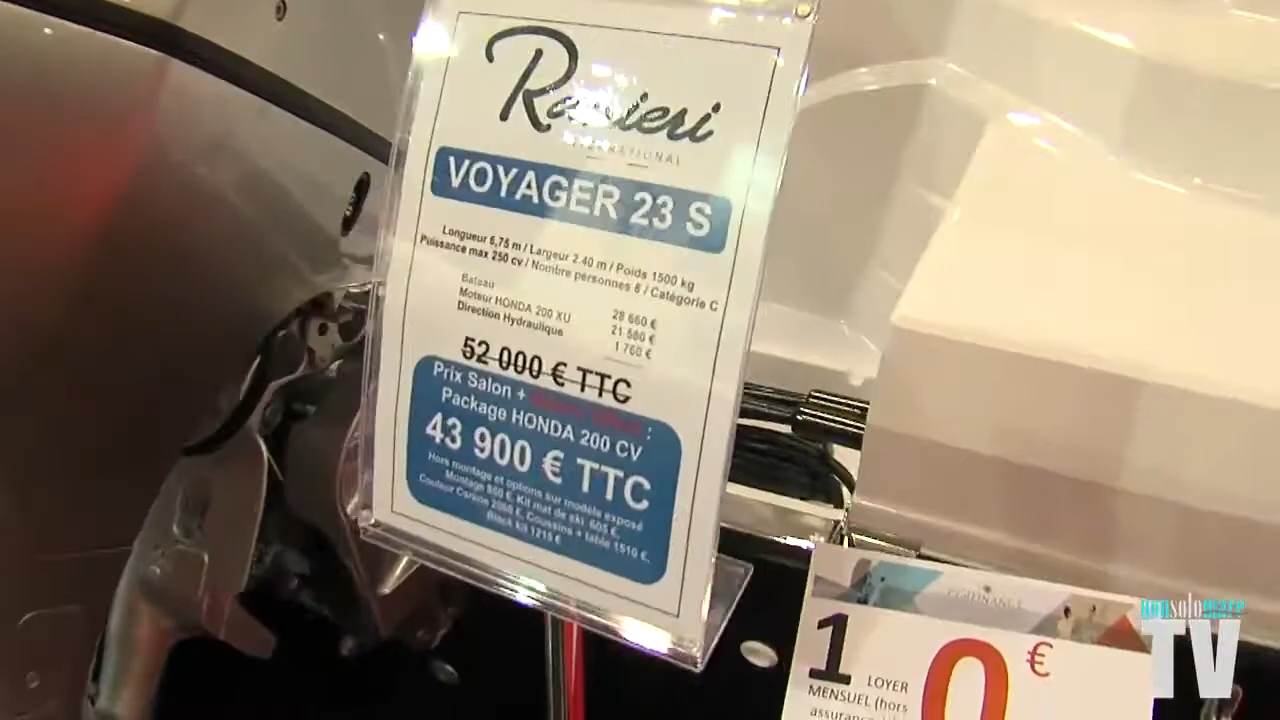 Ranieri
INTERNATIONAL
VOYAGER 23 S
Longueur 6,75 m / Largeur 2.40 m / Poids 1500 kg
Puissance max 250 cv / Nombre personnes 8 / Catégorie C
Bateau 28 660 €
Moteur HONDA 200 XU 21 580 €
Direction Hydraulique 1 760 €
52 000 € TTC
Prix Salon + :
Package HONDA 200 CV
43 900 € TTC
Hors montage et options sur modèle exposé
Montage 850 €, Kit mat de ski 605 €,
Couleur Carbon 2060 €, Coussins + table 1510 €,
Black kit 1215 €
1 LOYER
MENSUEL (hors
0 €
nonsolomare
TV